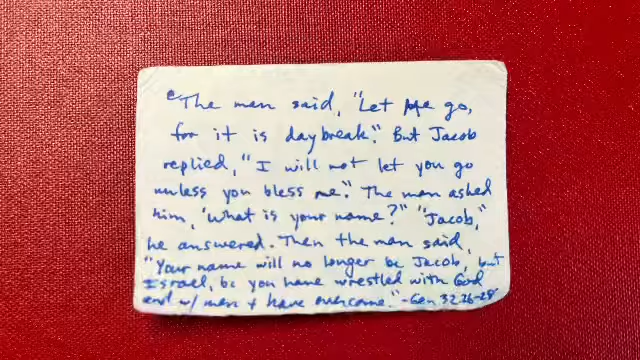 "The man said, "Let me go,
for it is daybreak." But Jacob
replied, "I will not let you go
unless you bless me." The man asked
him, "What is your name?" "Jacob,"
he answered. Then the man said,
"Your name will no longer be Jacob, but
Israel, bc you have wrestled with God
and w/ men + have overcome." -Gen 32:26-28